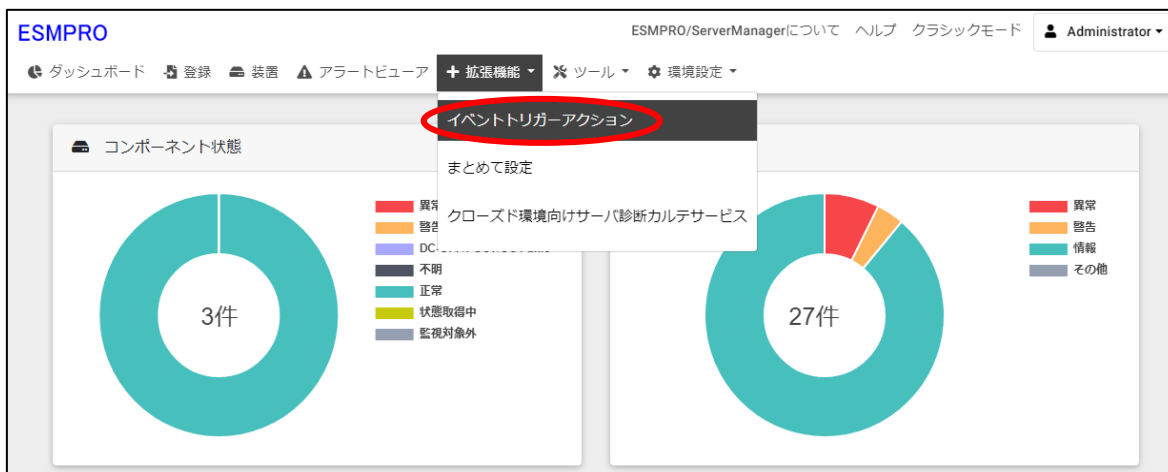 ESMPRO
ESMPRO/ServerManagerについて ヘルプ クラシックモード Administrator
ダッシュボード 登録 装置 アラートビューア 拡張機能 ツール 環境設定
イベントトリガーアクション
まとめて設定
クローズド環境向けサーバ診断カルテサービス
コンポーネント状態
3件
異常
警告
不明
正常
状態取得中
監視対象外
27件
異常
警告
情報
その他